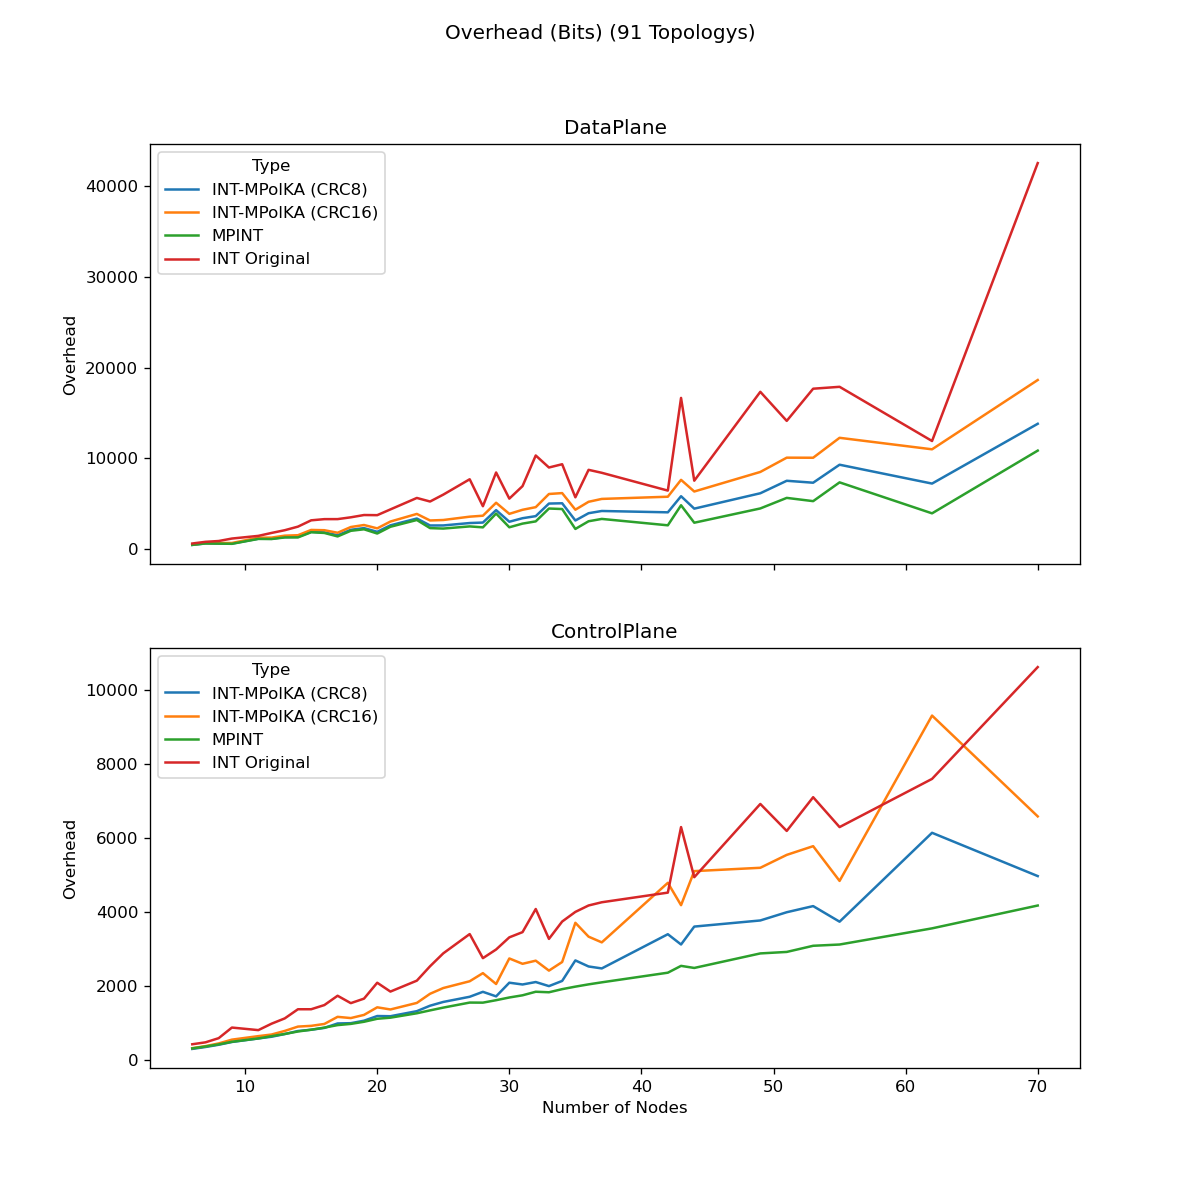 Overhead (Bits) (91 Topologys)
DataPlane
Type
INT-MPolKA (CRC8)
INT-MPolKA (CRC16)
MPINT
INT Original
Overhead
40000
30000
20000
10000
0
ControlPlane
Type
INT-MPolKA (CRC8)
INT-MPolKA (CRC16)
MPINT
INT Original
Overhead
10000
8000
6000
4000
2000
0
10 20 30 40 50 60 70
Number of Nodes